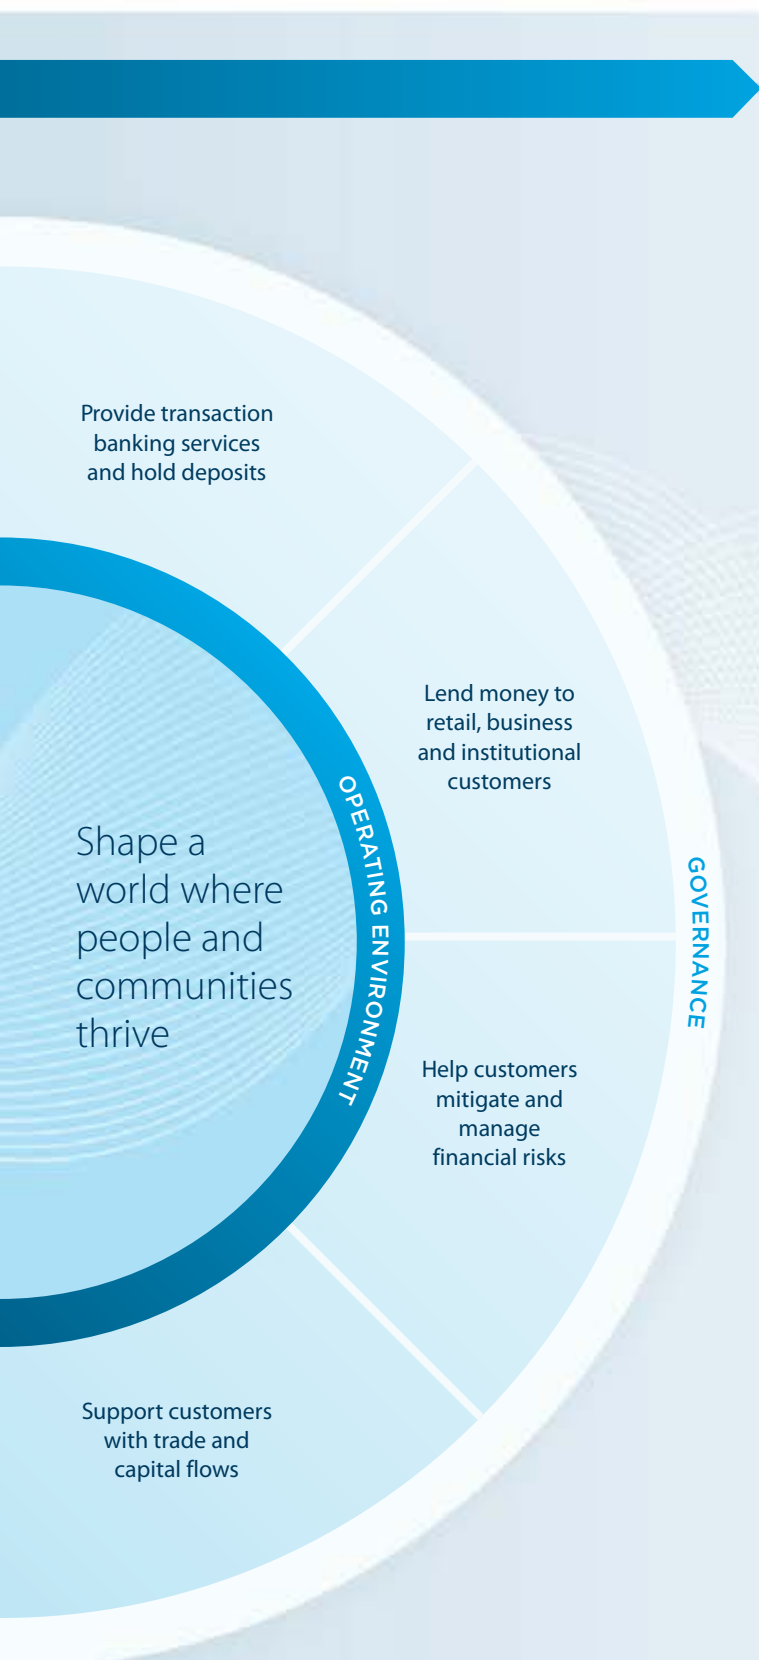 Provide transaction
banking services
and hold deposits
Lend money to
retail, business
and institutional
customers
OPERATING ENVIRONMENT
Shape a
world where
people and
communities
thrive
GOVERNANCE
Help customers
mitigate and
manage
financial risks
Support customers
with trade and
capital flows